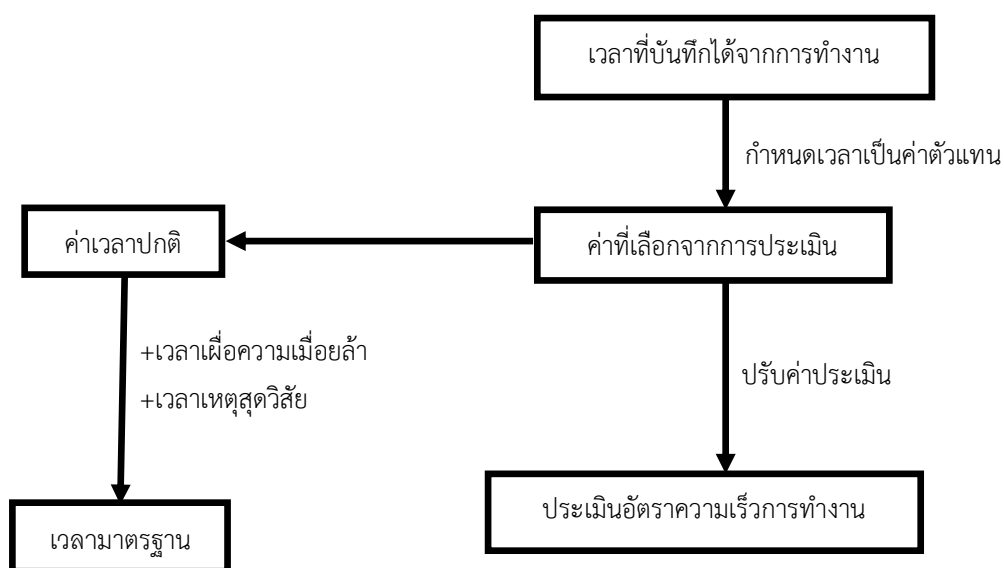 เวลาที่บันทึกได้จากการทำงาน
กำหนดเวลาเป็นค่าตัวแทน
ค่าเวลาปกติ
ค่าที่เลือกจากการประเมิน
+เวลาเผื่อความเมื่อยล้า
+เวลาเหตุสุดวิสัย
ปรับค่าประเมิน
ประเมินอัตราความเร็วการทำงาน
เวลามาตรฐาน